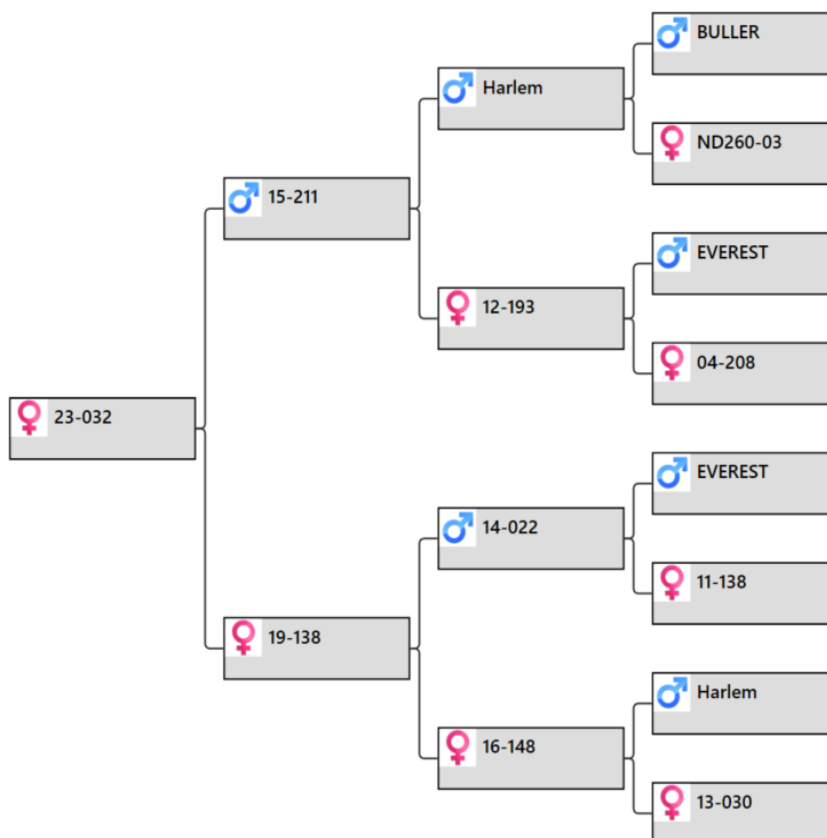 BULLER
Harlem
ND260-03
15-211
EVEREST
12-193
04-208
23-032
EVEREST
14-022
11-138
19-138
Harlem
16-148
13-030